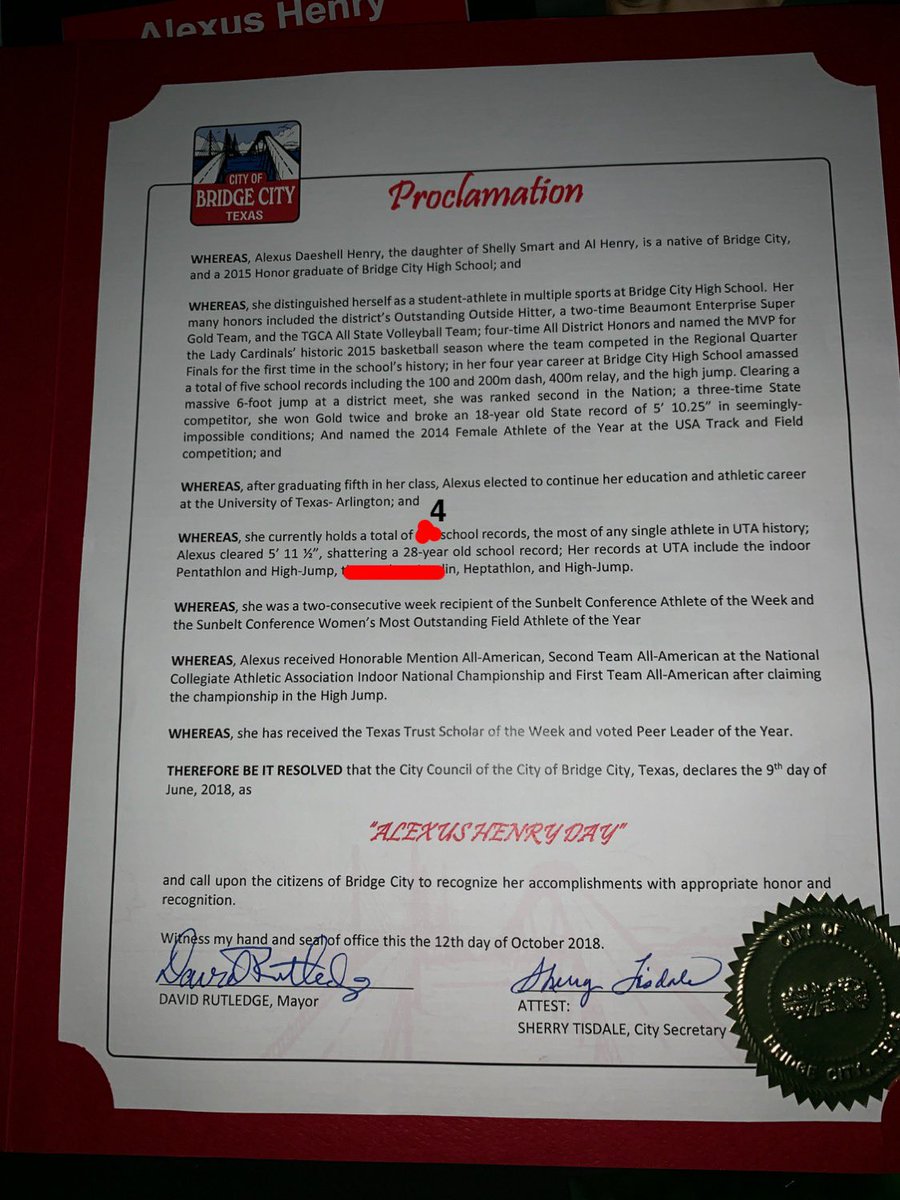 Alexus Henry
CITY OF
BRIDGE CITY
TEXAS
Proclamation
WHEREAS, Alexus Daeshell Henry, the daughter of Shelly Smart and Al Henry, is a native of Bridge City,
and a 2015 Honor graduate of Bridge City High School; and
WHEREAS, she distinguished herself as a student-athlete in multiple sports at Bridge City High School. Her
many honors included the district's Outstanding Outside Hitter, a two-time Beaumont Enterprise Super
Gold Team, and the TGCA All State Volleyball Team; four-time All District Honors and named the MVP for
the Lady Cardinals' historic 2015 basketball season where the team competed in the Regional Quarter
Finals for the first time in the school's history; in her four year career at Bridge City High School amassed
a total of five school records including the 100 and 200m dash, 400m relay, and the high jump. Clearing a
massive 6-foot jump at a district meet, she was ranked second in the Nation; a three-time State
competitor, she won Gold twice and broke an 18-year old State record of 5' 10.25" in seemingly-
impossible conditions; And named the 2014 Female Athlete of the Year at the USA Track and Field
competition; and
WHEREAS, after graduating fifth in her class, Alexus elected to continue her education and athletic career
at the University of Texas- Arlington; and
4
WHEREAS, she currently holds a total of school records, the most of any single athlete in UTA history;
Alexus cleared 5' 11 ½", shattering a 28-year old school record; Her records at UTA include the indoor
Pentathlon and High-Jump, in, Heptathlon, and High-Jump.
WHEREAS, she was a two-consecutive week recipient of the Sunbelt Conference Athlete of the Week and
the Sunbelt Conference Women's Most Outstanding Field Athlete of the Year
WHEREAS, Alexus received Honorable Mention All-American, Second Team All-American at the National
Collegiate Athletic Association Indoor National Championship and First Team All-American after claiming
the championship in the High Jump.
WHEREAS, she has received the Texas Trust Scholar of the Week and voted Peer Leader of the Year.
THEREFORE BE IT RESOLVED that the City Council of the City of Bridge City, Texas, declares the 9th day of
June, 2018, as
"ALEXUS HENRY DAY"
and call upon the citizens of Bridge City to recognize her accomplishments with appropriate honor and
recognition.
Witness my hand and seal of office this the 12th day of October 2018.
David Rutledge
DAVID RUTLEDGE, Mayor
Sherry Tisdale
ATTEST:
SHERRY TISDALE, City Secretary
CITY OF
BRIDGE CITY, TEXAS